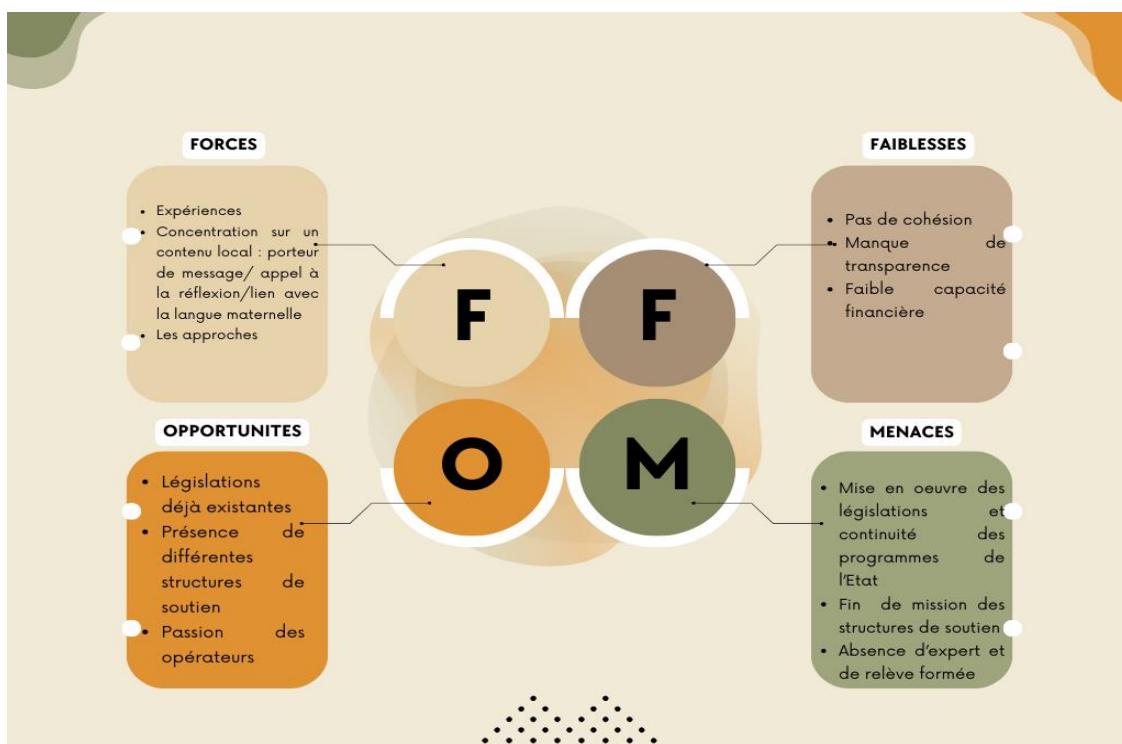 FORCES
• Expériences
• Concentration sur un
contenu local : porteur
de message/ appel à
la réflexion/lien avec
la langue maternelle
• Les approches
FAIBLESSES
• Pas de cohésion
• Manque de
transparence
• Faible capacité
financière
F
F
O
M
OPPORTUNITES
• Législations
déjà existantes
• Présence de
différentes
structures de
soutien
• Passion des
opérateurs
MENACES
• Mise en oeuvre des
législations et
continuité des
programmes de
l'Etat
• Fin de mission des
structures de soutien
• Absence d'expert et
de relève formée